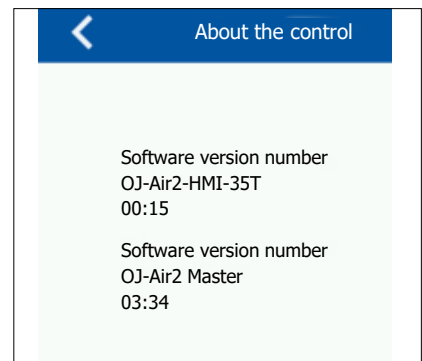 About the control
Software version number
OJ-Air2-HMI-35T
00:15
Software version number
OJ-Air2 Master
03:34